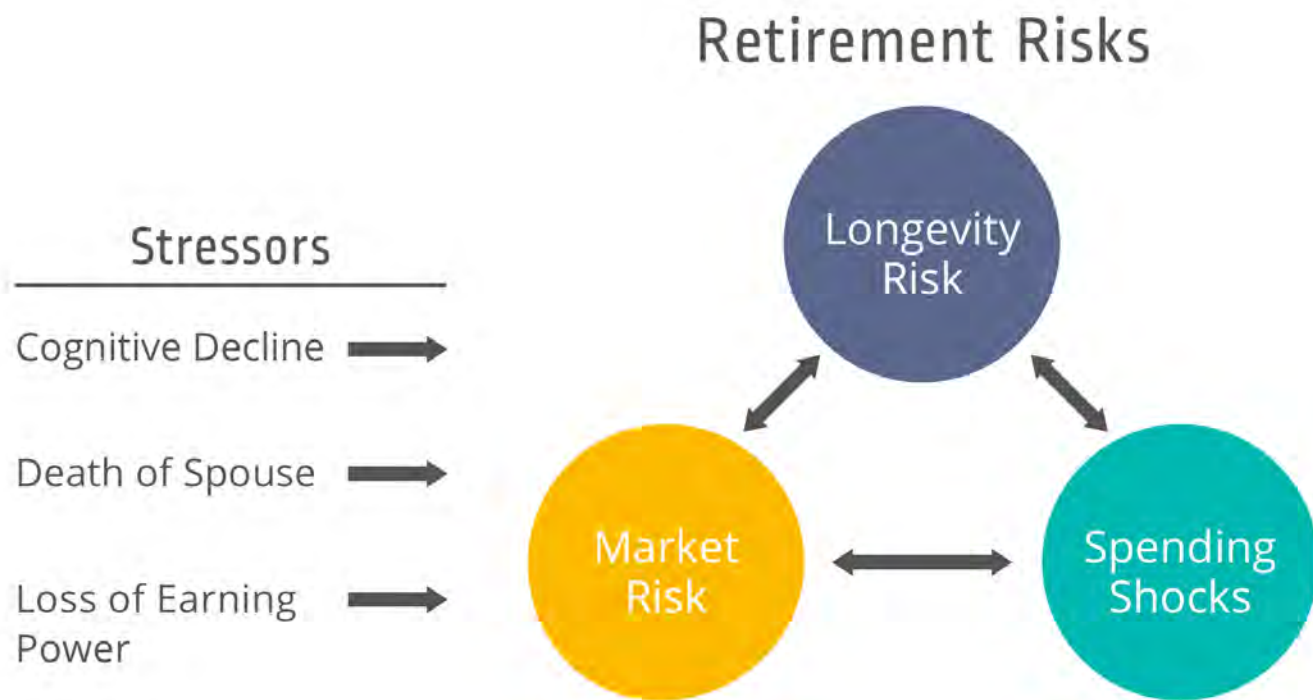 Retirement Risks
Stressors
Cognitive Decline
Death of Spouse
Loss of Earning
Power
Longevity
Risk
Market
Risk
Spending
Shocks